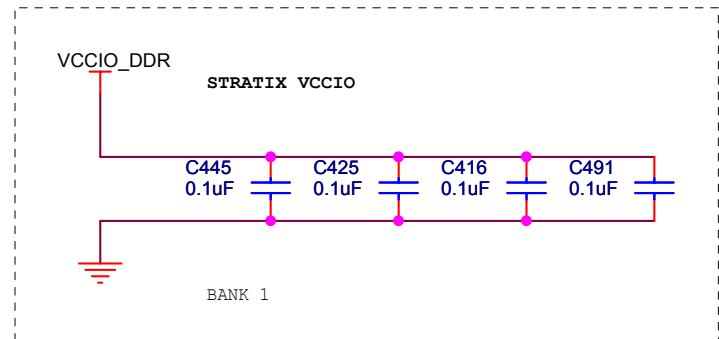 VCCIO_DDR
STRATIX VCCIO
C445 C425 C416 C491
0.1uF 0.1uF 0.1uF 0.1uF
BANK 1